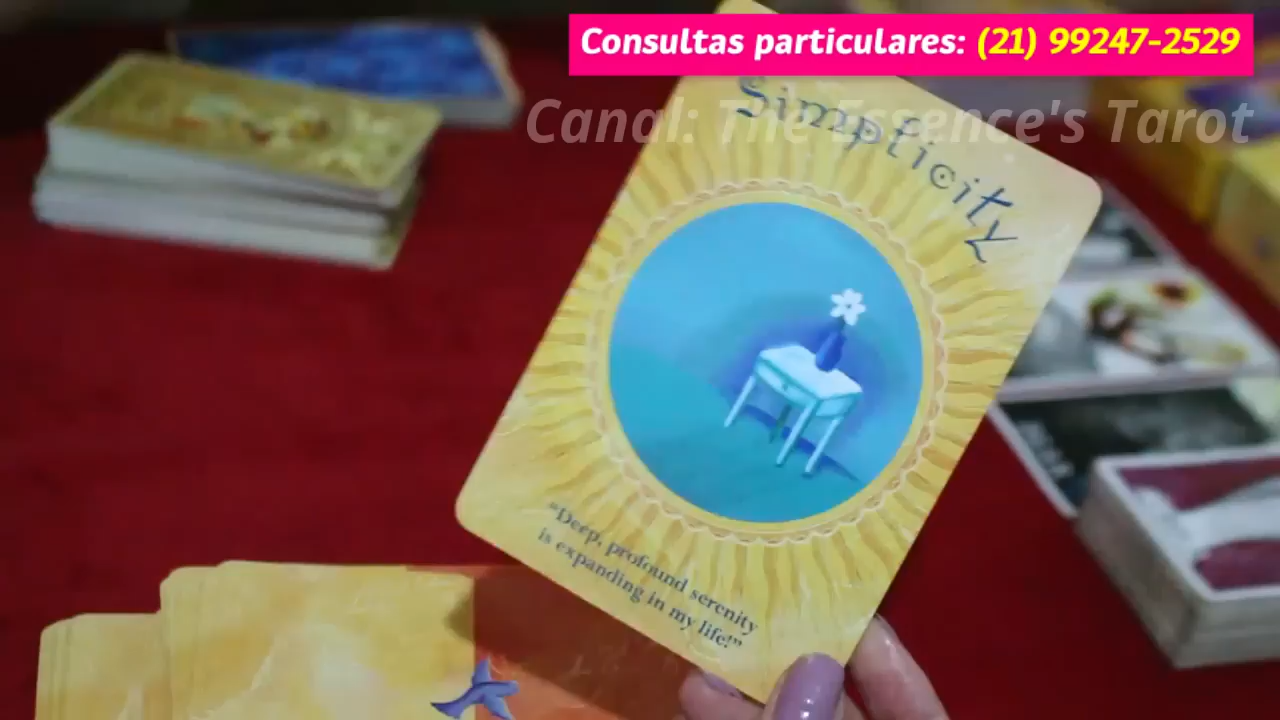 Consultas particulares: (21) 99247-2529
Canal: The Essence's Tarot
Simplicity
"Deep, profound serenity
is expanding in my life!"